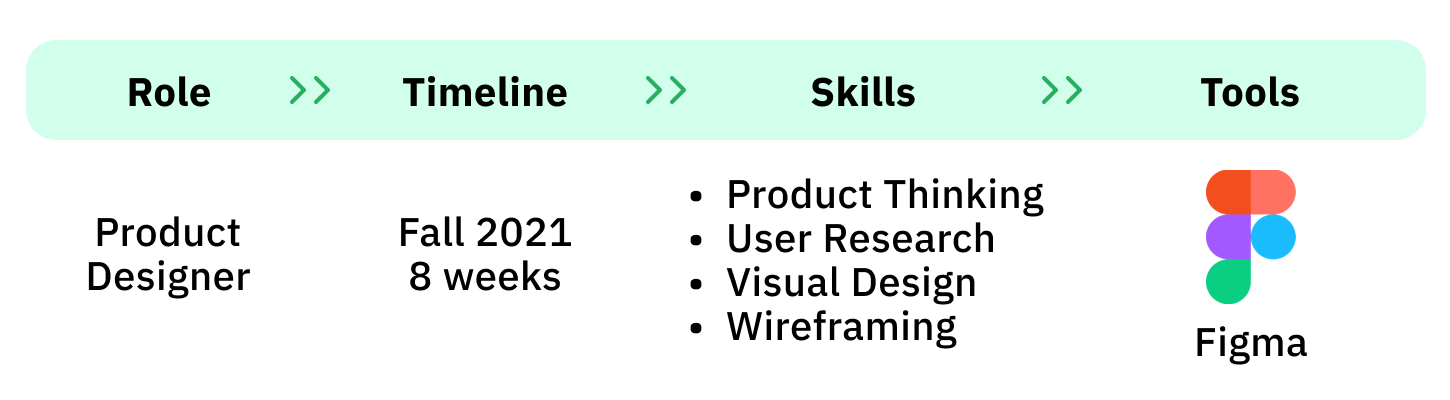 Role >> Timeline >> Skills >> Tools
Product
Designer
Fall 2021
8 weeks
• Product Thinking
• User Research
• Visual Design
• Wireframing
Figma